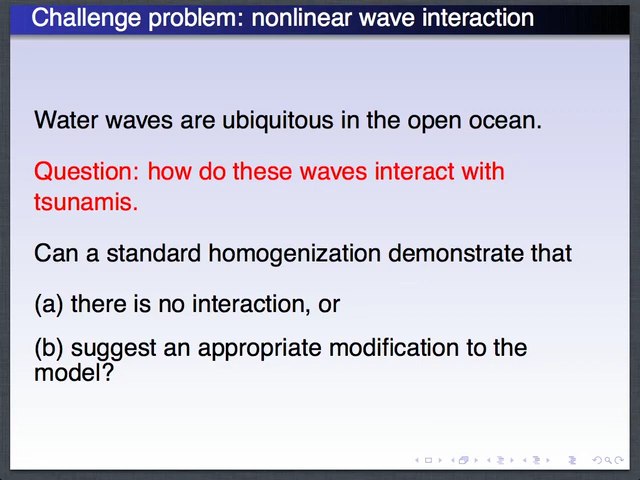 Challenge problem: nonlinear wave interaction
Water waves are ubiquitous in the open ocean.
Question: how do these waves interact with
tsunamis.
Can a standard homogenization demonstrate that
(a) there is no interaction, or
(b) suggest an appropriate modification to the
model?